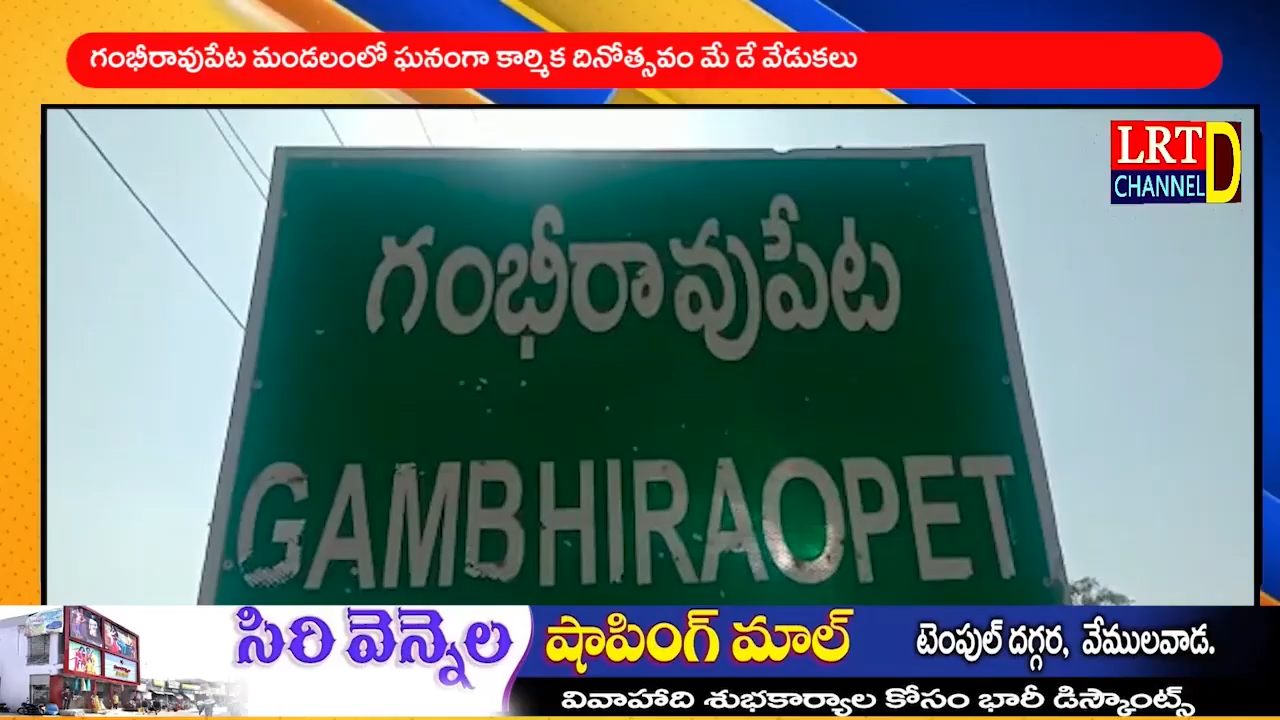 గంభీరావుపేట మండలంలో ఘనంగా కార్మిక దినోత్సవం మే డే వేడుకలు
LRT D
CHANNEL
గంభీరావుపేట
GAMBHIRAOPET
సిరి వెన్నెల షాపింగ్ మాల్ టెంపుల్ దగ్గర, వేములవాడ.
వివాహాది శుభకార్యాల కోసం భారీ డిస్కౌంట్స్